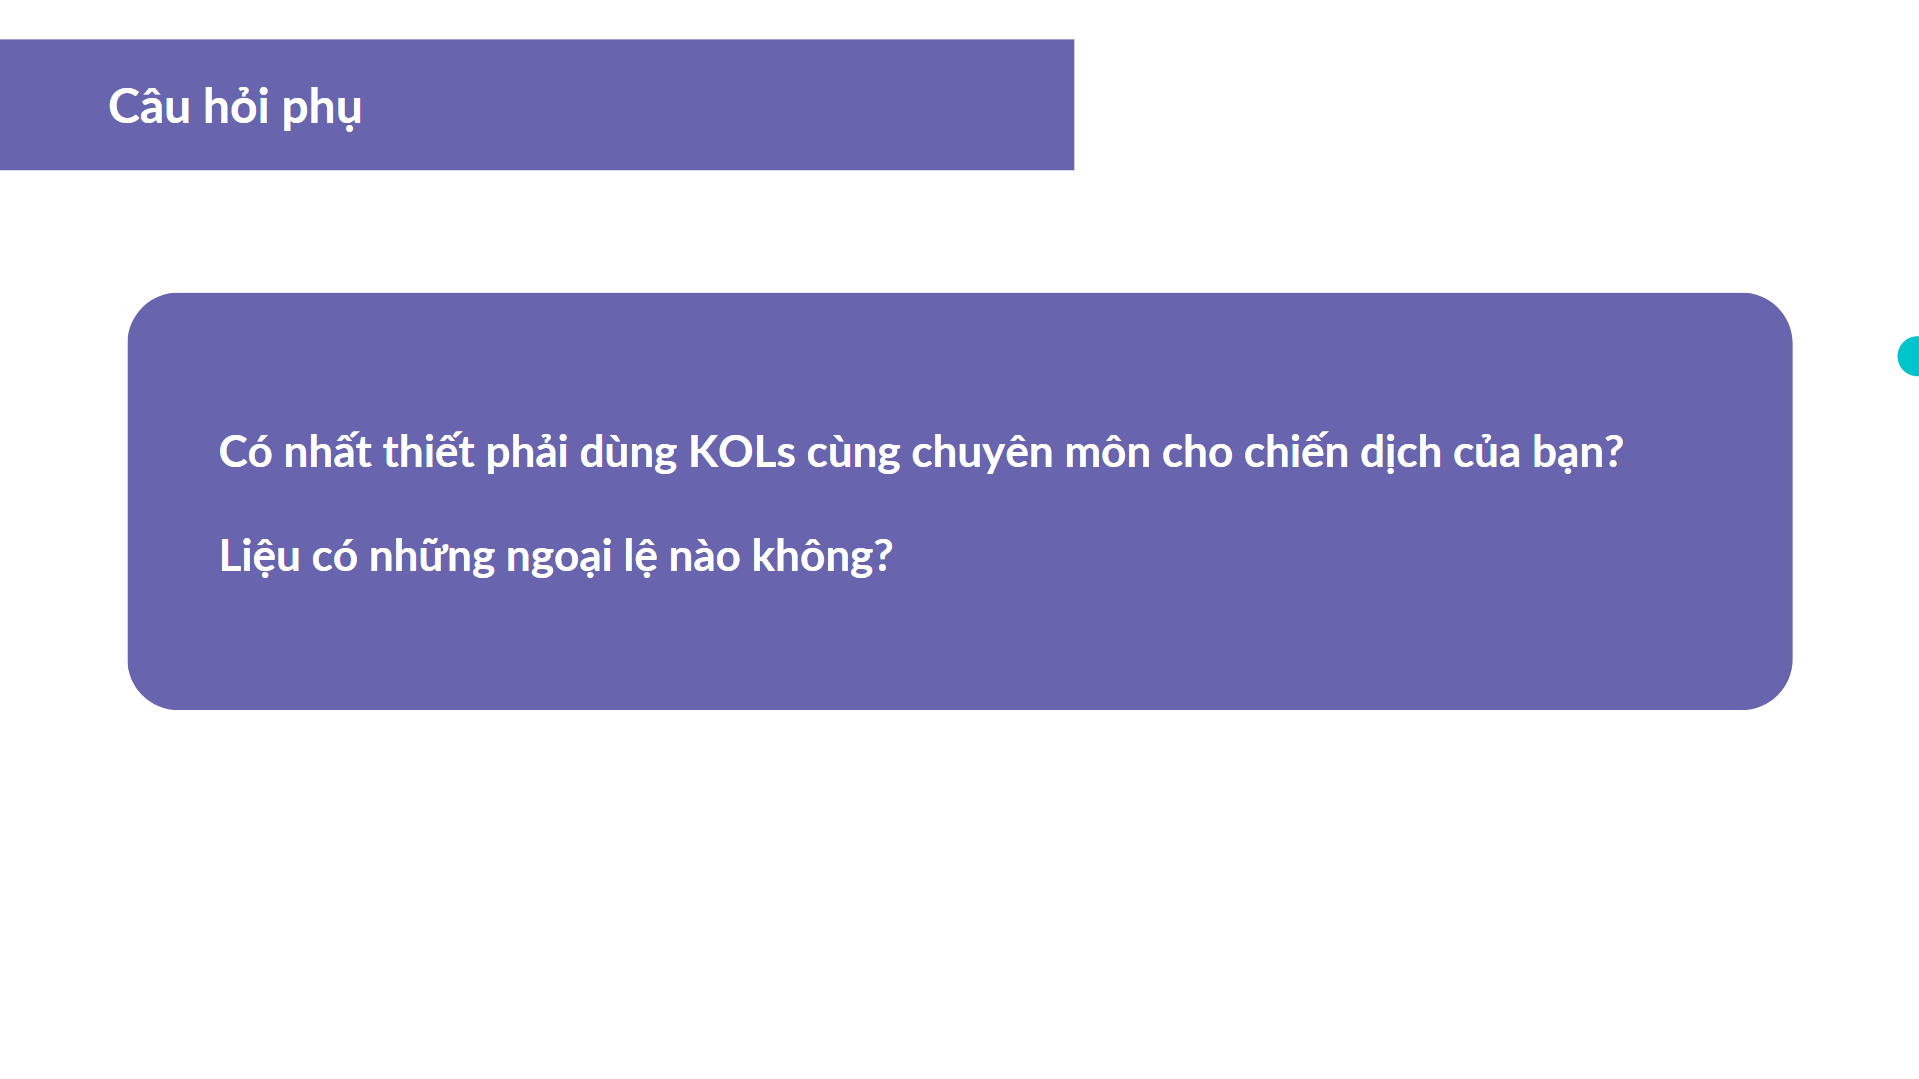 Câu hỏi phụ
Có nhất thiết phải dùng KOLs cùng chuyên môn cho chiến dịch của bạn?
Liệu có những ngoại lệ nào không?